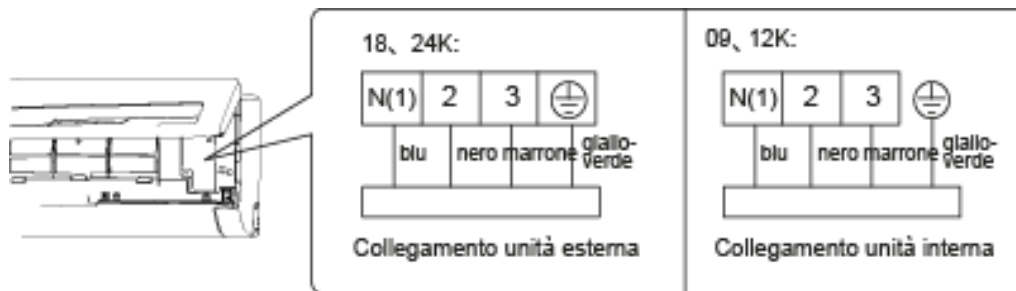 18、24K:
N(1) 2 3
blu nero marrone giallo-
verde
Collegamento unità esterna
09、12K:
N(1) 2 3
blu nero marrone giallo-
verde
Collegamento unità interna